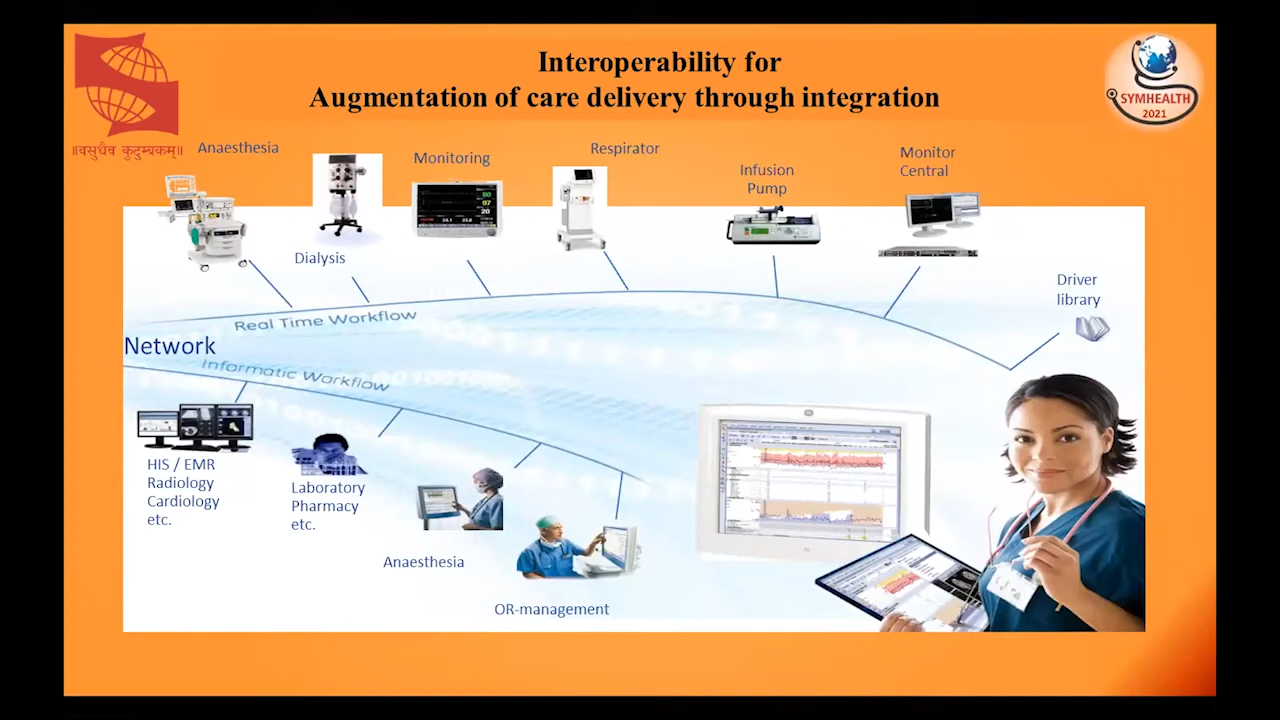 Interoperability for
Augmentation of care delivery through integration
SYMHEALTH
2021
॥वसुधैव कुटुम्बकम्॥
Anaesthesia
Monitoring
Respirator
Infusion
Pump
Monitor
Central
Dialysis
Driver
library
Real Time Workflow
Network
Informatic Workflow
HIS / EMR
Radiology
Cardiology
etc.
Laboratory
Pharmacy
etc.
Anaesthesia
OR-management